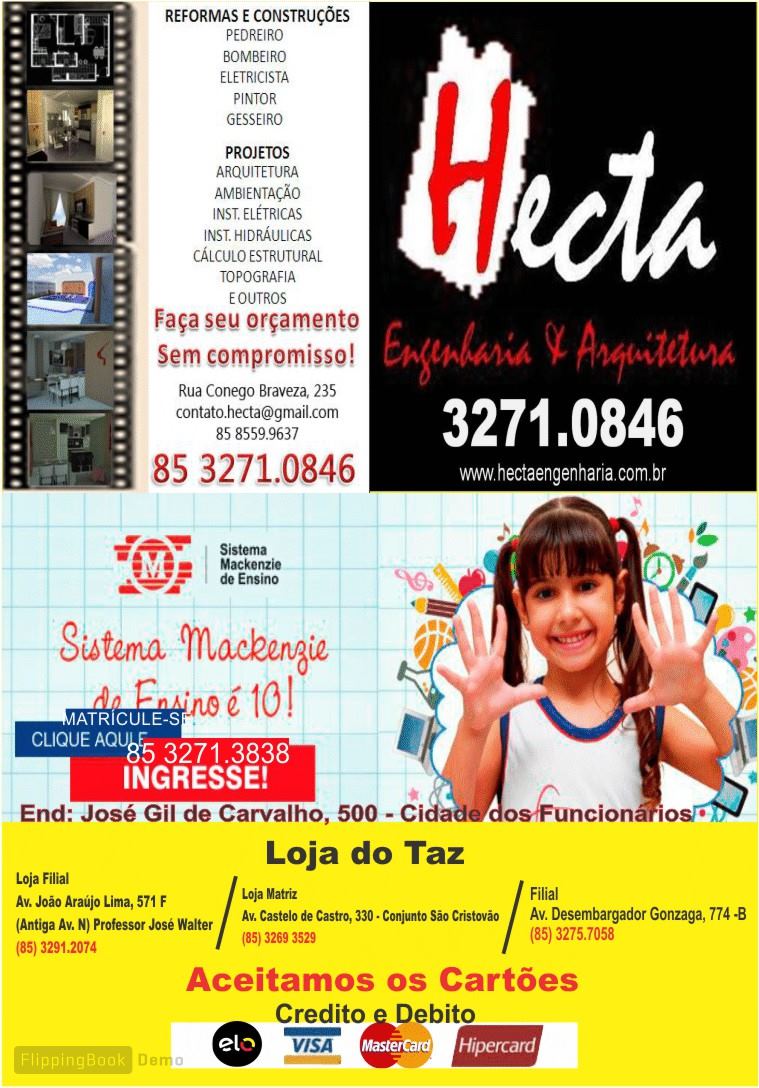 REFORMAS E CONSTRUÇÕES
PEDREIRO
BOMBEIRO
ELETRICISTA
PINTOR
GESSEIRO
PROJETOS
ARQUITETURA
AMBIENTAÇÃO
INST. ELÉTRICAS
INST. HIDRÁULICAS
CÁLCULO ESTRUTURAL
TOPOGRAFIA
E OUTROS
Faça seu orçamento
Sem compromisso!
Rua Conego Braveza, 235
contato.hecta@gmail.com
85 8559.9637
85 3271.0846
Hecta
Engenharia & Arquitetura
3271.0846
www.hectaengenharia.com.br
M
Sistema
Mackenzie
de Ensino
Sistema Mackenzie
de Ensino é 10!
MATRÍCULE-SE
CLIQUE AQUI E
85 3271.3838
INGRESSE!
End: José Gil de Carvalho, 500 - Cidade dos Funcionários
Loja do Taz
Loja Filial
Av. João Araújo Lima, 571 F
(Antiga Av. N) Professor José Walter
(85) 3291.2074
Loja Matriz
Av. Castelo de Castro, 330 - Conjunto São Cristovão
(85) 3269 3529
Filial
Av. Desembargador Gonzaga, 774 -B
(85) 3275.7058
Aceitamos os Cartões
Credito e Debito
elo
VISA
MasterCard
Hipercard
FlippingBook Demo